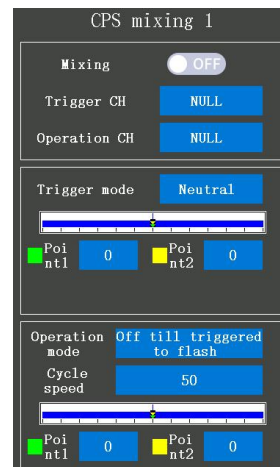 CPS mixing 1
Mixing OFF
Trigger CH NULL
Operation CH NULL
Trigger mode Neutral
Poi
nt1 0 Poi
nt2 0
Operation
mode Off till triggered
to flash
Cycle
speed 50
Poi
nt1 0 Poi
nt2 0